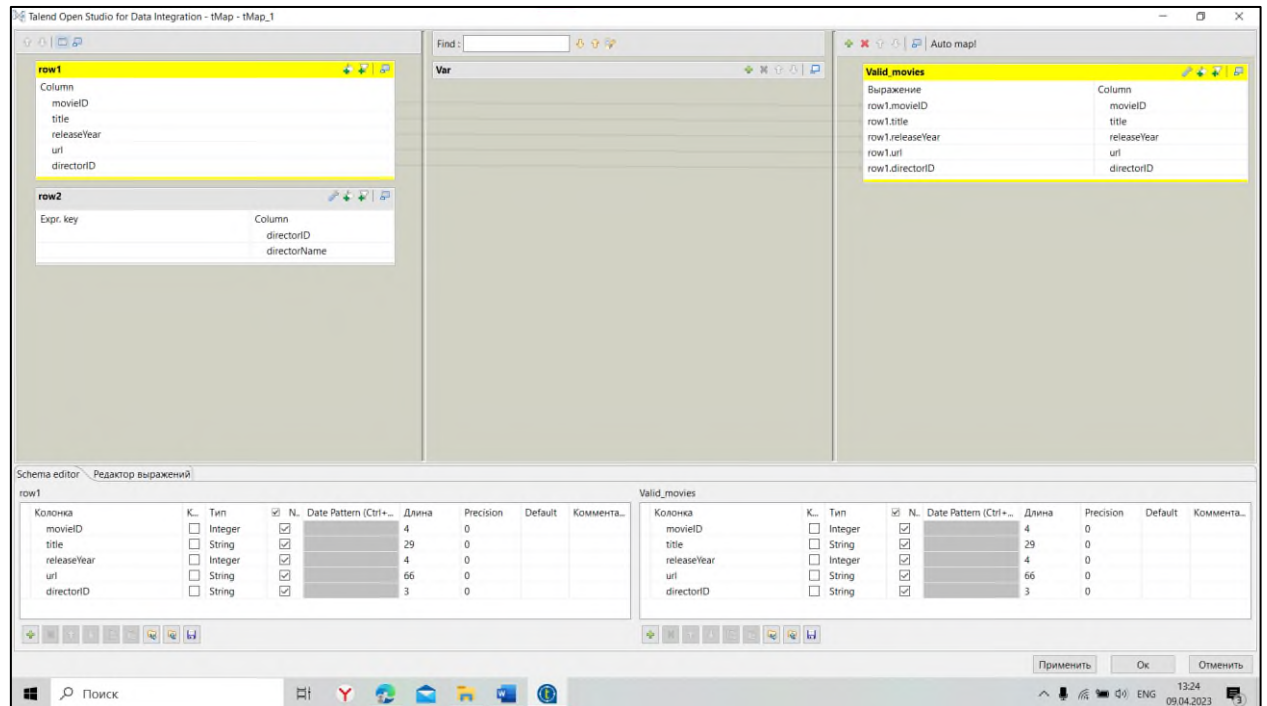 Talend Open Studio for Data Integration - tMap - tMap_1
Find :
Auto map!
row1
Column
movieID
title
releaseYear
url
directorID
row2
Expr. key Column
directorID
directorName
Var
Valid_movies
Выражение Column
row1.movieID movieID
row1.title title
row1.releaseYear releaseYear
row1.url url
row1.directorID directorID
Schema editor Редактор выражений
row1
Колонка К... Тип N.. Date Pattern (Ctrl+... Длина Precision Default Коммента...
movieID Integer 4 0
title String 29 0
releaseYear Integer 4 0
url String 66 0
directorID String 3 0
Valid_movies
Колонка К... Тип N.. Date Pattern (Ctrl+... Длина Precision Default Коммента...
movieID Integer 4 0
title String 29 0
releaseYear Integer 4 0
url String 66 0
directorID String 3 0
Применить Ок Отменить
Поиск
ENG
13:24
09.04.2023
3